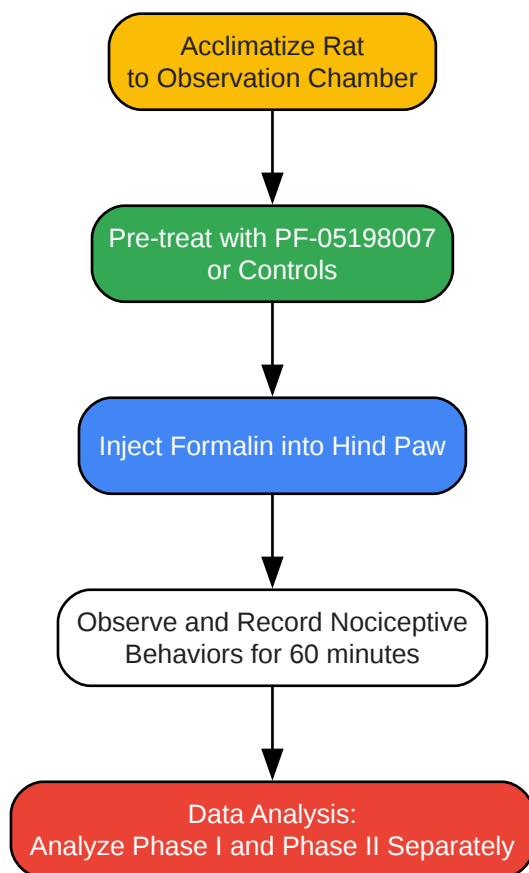 Acclimatize Rat
to Observation Chamber
Pre-treat with PF-05198007
or Controls
Inject Formalin into Hind Paw
Observe and Record Nociceptive
Behaviors for 60 minutes
Data Analysis:
Analyze Phase I and Phase II Separately